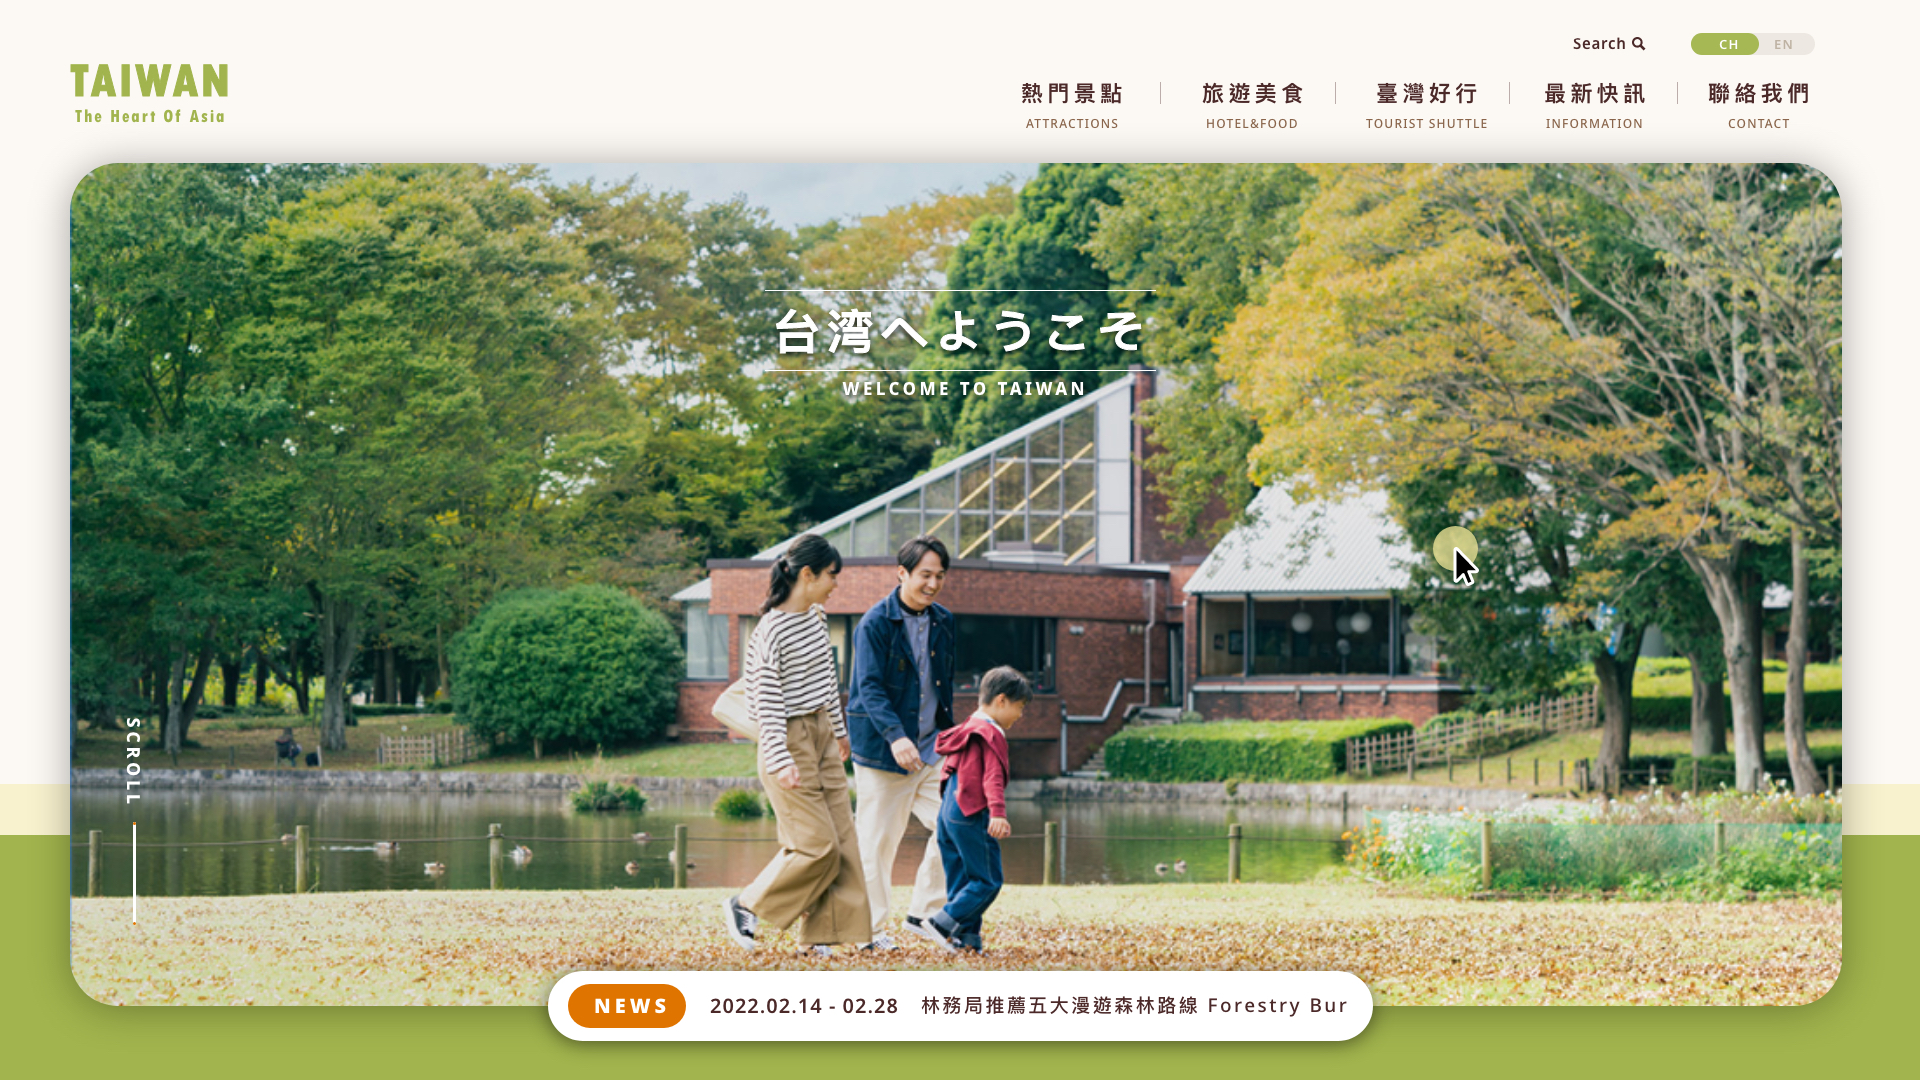 TAIWAN
The Heart Of Asia
Search
CH EN
熱門景點 旅遊美食 臺灣好行 最新快訊 聯絡我們
ATTRACTIONS HOTEL&FOOD TOURIST SHUTTLE INFORMATION CONTACT
台湾へようこそ
WELCOME TO TAIWAN
SCROLL
NEWS 2022.02.14 - 02.28 林務局推薦五大漫遊森林路線 Forestry Bur